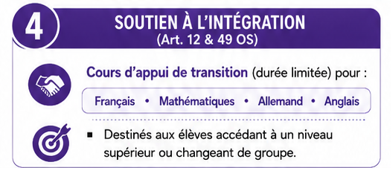 4
SOUTIEN À L'INTÉGRATION
(Art. 12 & 49 OS)
Cours d'appui de transition (durée limitée) pour :
Français • Mathématiques • Allemand • Anglais
▪ Destinés aux élèves accédant à un niveau
supérieur ou changeant de groupe.